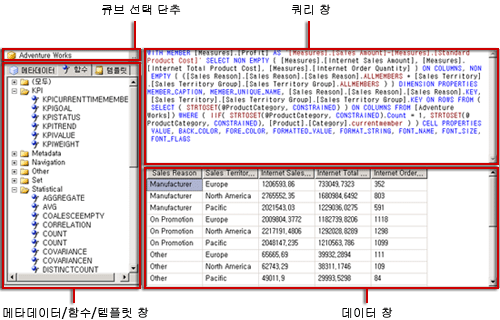 큐브 선택 단추
쿼리 창
Adventure Works
메타데이터 함수 템플릿
(모두)
KPI
KPICURRENTTIMEMEMBE
KPIGOAL
KPISTATUS
KPITREND
KPIVALUE
KPIWEIGHT
Metadata
Navigation
Other
Set
Statistical
AGGREGATE
AVG
COALESCEEMPTY
CORRELATION
COUNT
COUNT
COVARIANCE
COVARIANCEN
DISTINCTCOUNT
WITH MEMBER [Measures].[Profit] AS '[Measures].[Sales Amount]-[Measures].[Standard
Product Cost]' SELECT NON EMPTY { [Measures].[Internet Sales Amount], [Measures].
[Internet Total Product Cost], [Measures].[Internet Order Quantity] } ON COLUMNS, NON
EMPTY { ([Sales Reason].[Sales Reason].[Sales Reason].ALLMEMBERS * [Sales Territory].
[Sales Territory Group].[Sales Territory Group].ALLMEMBERS ) } DIMENSION PROPERTIES
MEMBER_CAPTION, MEMBER_UNIQUE_NAME, [Sales Reason].[Sales Reason].[Sales Reason].KEY,
[Sales Territory].[Sales Territory Group].[Sales Territory Group].KEY ON ROWS FROM (
SELECT ( STRTOSET(@ProductCategory, CONSTRAINED) ) ON COLUMNS FROM [Adventure
Works]) WHERE ( IIF( STRTOSET(@ProductCategory, CONSTRAINED).Count = 1, STRTOSET(@
ProductCategory, CONSTRAINED), [Product].[Category].currentmember ) ) CELL PROPERTIES
VALUE, BACK_COLOR, FORE_COLOR, FORMATTED_VALUE, FORMAT_STRING, FONT_NAME, FONT_SIZE,
FONT_FLAGS
Sales Reason Sales Territor... Internet Sales... Internet Total ... Internet Order...
Manufacturer Europe 1206593,86 733049,7323 352
Manufacturer North America 2765552,35 1680984,6492 803
Manufacturer Pacific 2021543,03 1229036,0275 591
On Promotion Europe 2009804,3772 1182739,8206 1118
On Promotion North America 2217191,4806 1292028,8289 1298
On Promotion Pacific 2048147,235 1210563,786 1099
Other Europe 65665,69 39932,2894 111
Other North America 62743,29 38311,1746 109
Other Pacific 49011,9 29993,5298 84
메타데이터/함수/템플릿 창
데이터 창